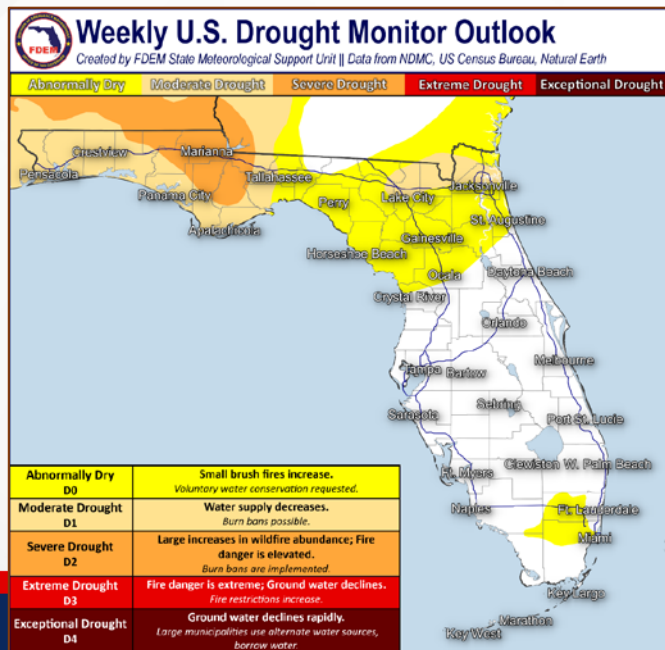 FDEM
Weekly U.S. Drought Monitor Outlook
Created by FDEM State Meteorological Support Unit || Data from NDMC, US Census Bureau, Natural Earth
Abnormally Dry Moderate Drought Severe Drought Extreme Drought Exceptional Drought
Crestview
Marianna
Pensacola
Tallahassee
Jacksonville
Panama City
Perry
Lake City
St. Augustine
Apalachicola
Gainesville
Horseshoe Beach
Ocala
Daytona Beach
Crystal River
Orlando
Melbourne
Tampa
Bartow
Sebring
Sarasota
Port St. Lucie
Ft. Myers
Clewiston W. Palm Beach
Naples
Ft. Lauderdale
Miami
Key Largo
Marathon
Key West
Abnormally Dry
D0
Small brush fires increase.
Voluntary water conservation requested.
Moderate Drought
D1
Water supply decreases.
Burn bans possible.
Severe Drought
D2
Large increases in wildfire abundance; Fire
danger is elevated.
Burn bans are implemented.
Extreme Drought
D3
Fire danger is extreme; Ground water declines.
Fire restrictions increase.
Exceptional Drought
D4
Ground water declines rapidly.
Large municipalities use alternate water sources,
borrow water.